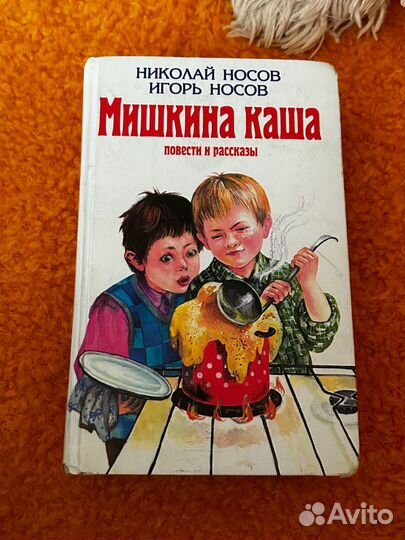 НИКОЛАЙ НОСОВ
ИГОРЬ НОСОВ
МИШКИНА КАША
ПОВЕСТИ И РАССКАЗЫ
Avito